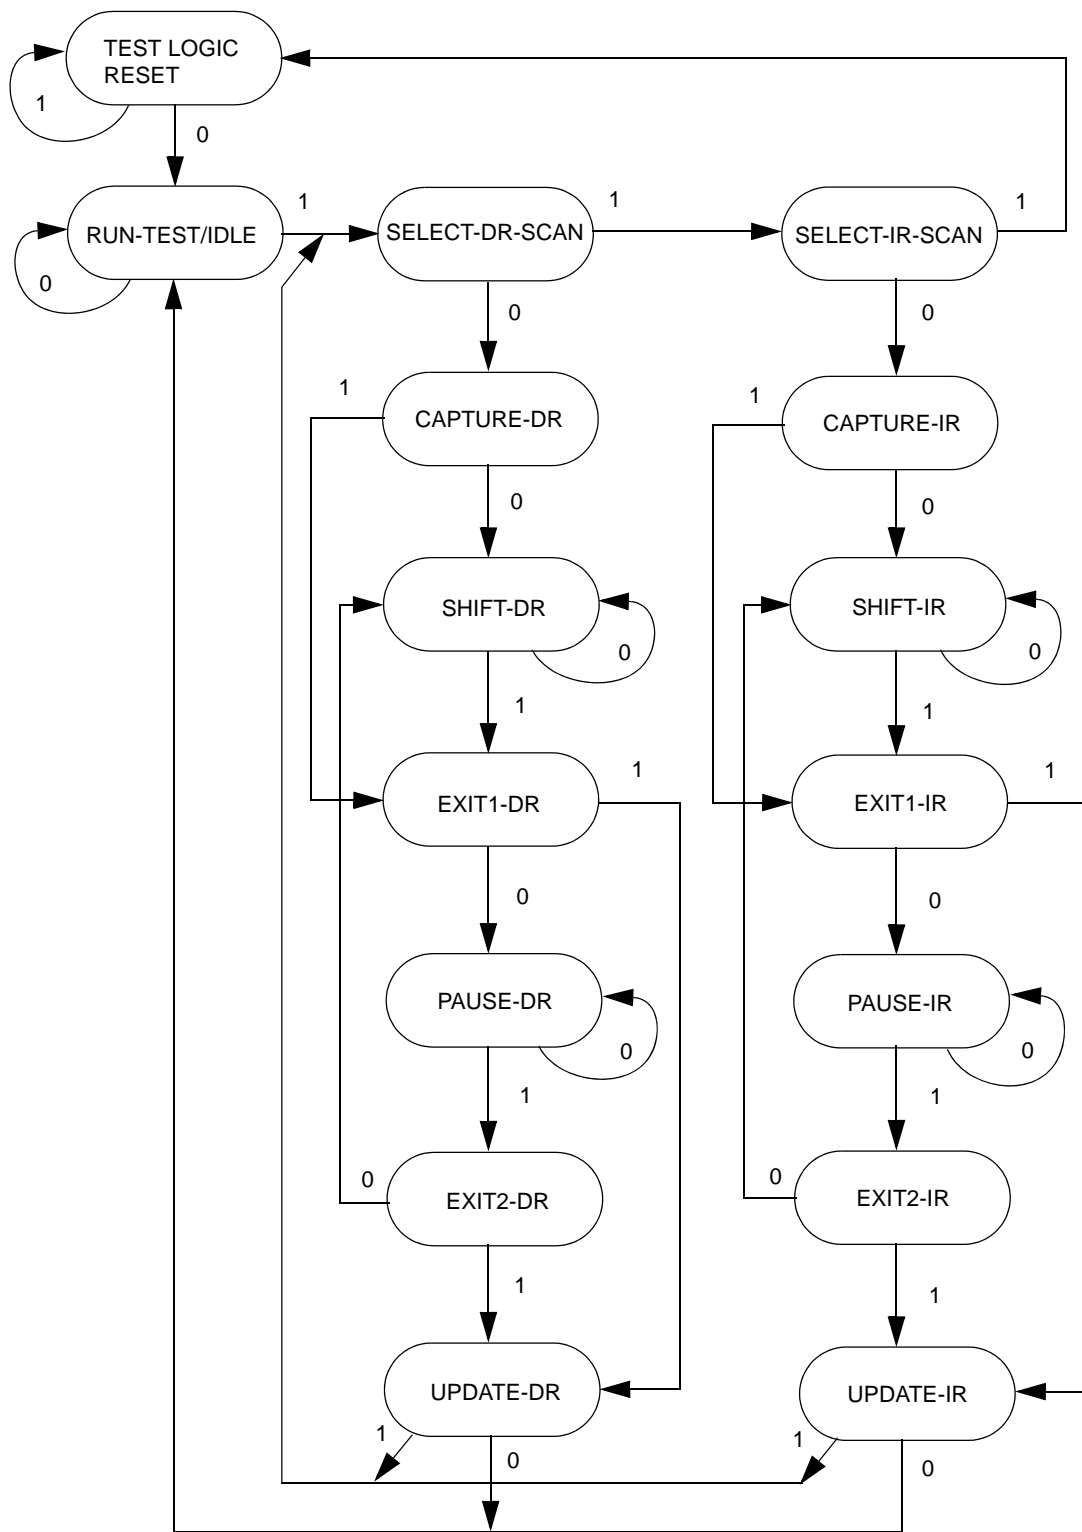 TEST LOGIC
RESET
1
0
RUN-TEST/IDLE
1
SELECT-DR-SCAN
1
SELECT-IR-SCAN
1
0
0
0
1
CAPTURE-DR
1
CAPTURE-IR
0
0
SHIFT-DR
0
SHIFT-IR
0
1
1
EXIT1-DR
1
EXIT1-IR
1
0
0
PAUSE-DR
0
PAUSE-IR
0
1
1
0
EXIT2-DR
0
EXIT2-IR
1
1
UPDATE-DR
UPDATE-IR
1
0
1
0